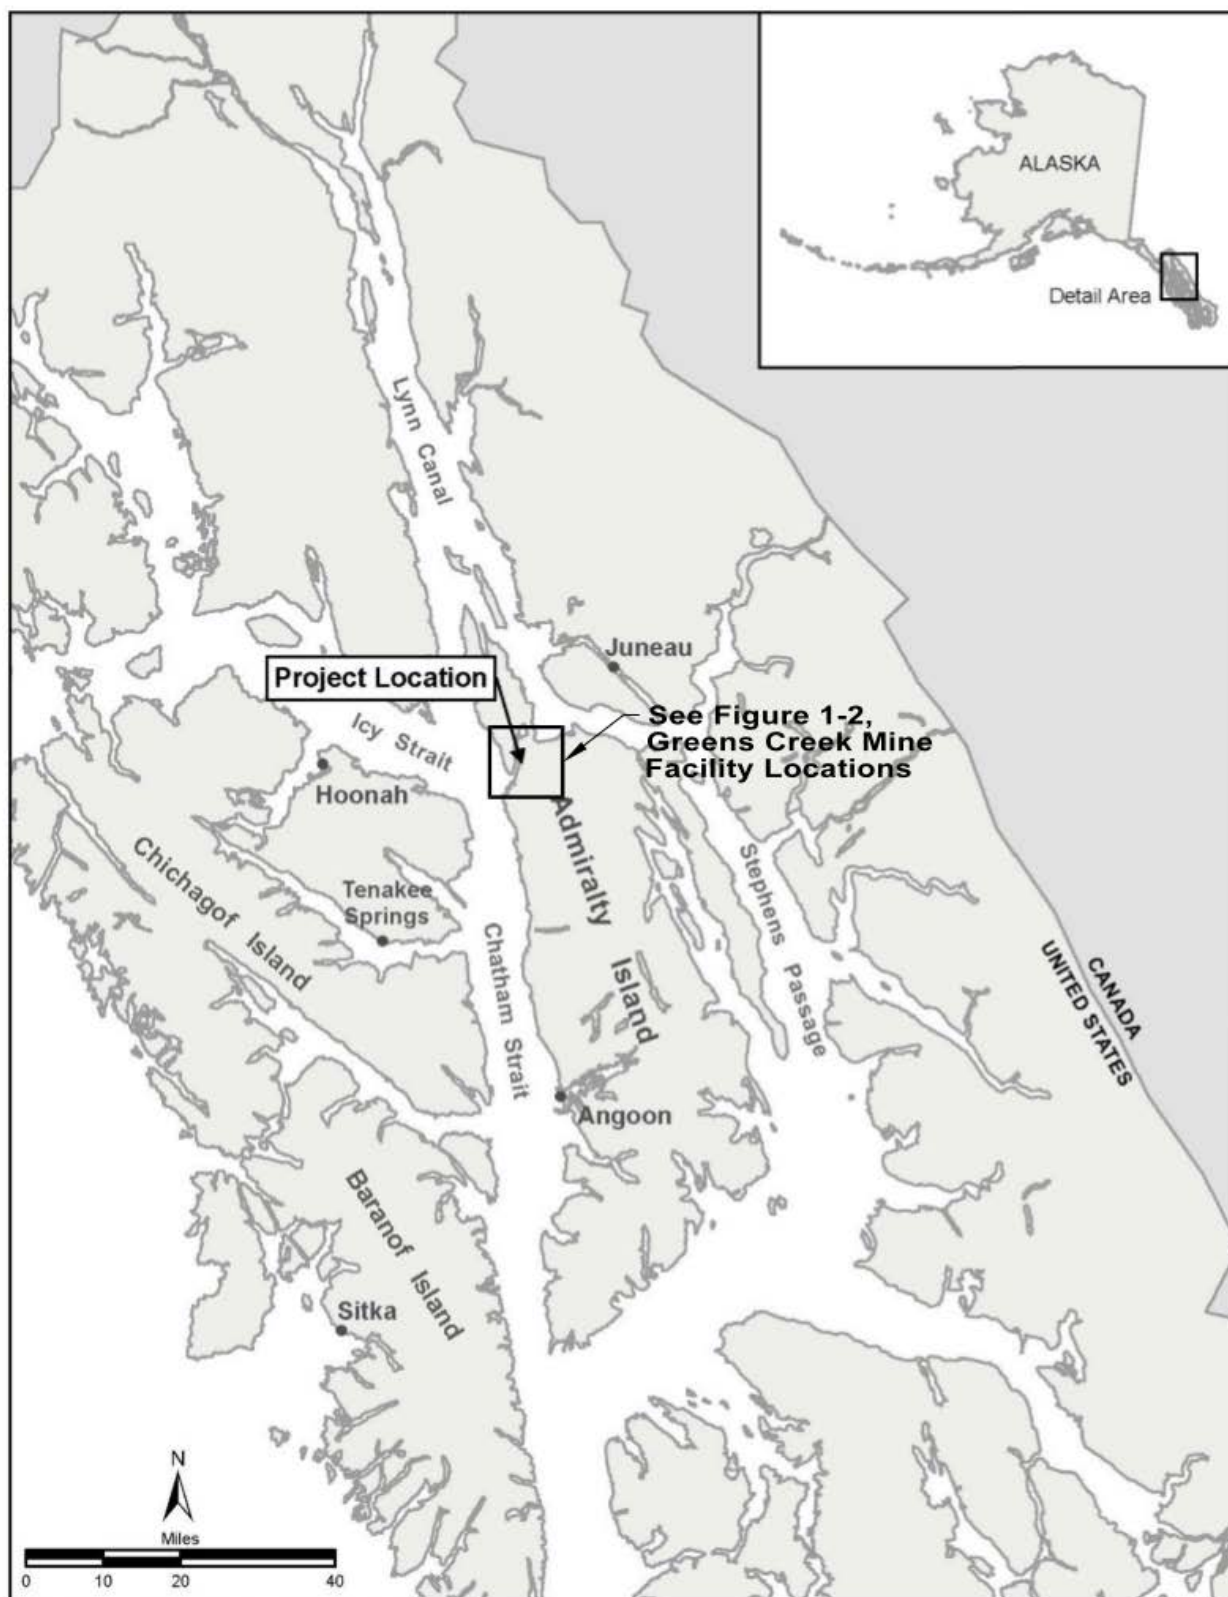 ALASKA
Detail Area
Lynn Canal
Juneau
Project Location
See Figure 1-2,
Greens Creek Mine
Facility Locations
Icy Strait
Hoonah
Admiralty Island
Stephens Passage
Chichagof Island
Tenakee
Springs
Chatham Strait
CANADA
UNITED STATES
Angoon
Baranof Island
Sitka
N
Miles
0 10 20 40